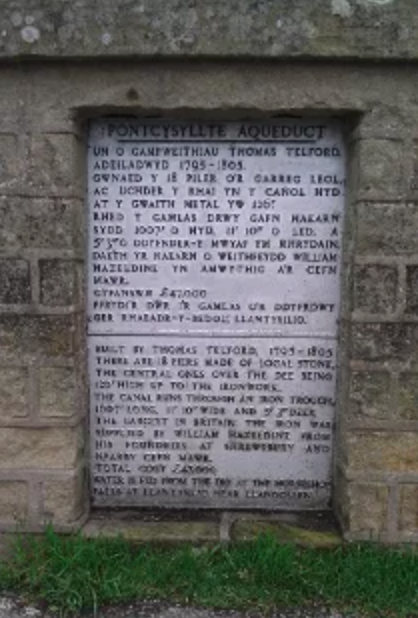 PONTCYSYLLTE AQUEDUCT
UN O GAMPWEITHIAU THOMAS TELFORD.
ADEILADWYD 1795-1805.
GWNAED Y 18 PILER O'R GARREG LEOL,
AC UCHDER Y RHAI YN Y CANOL HYD
AT Y GWAITH METAL YW 126'
RHED Y GAMLAS DRWY GAFN HAEARN
SYDD 1007' O HYD, 11' 10" O LED, A
5' 3" O DDYFNDER-Y MWYAF YM MHRYDAIN.
DAETH YR HAEARN O WEITHFEYDD WILLIAM
HAZELDINE YN AMWYTHIG A'R CEFN
MAWR.
CYFANSWM £47,000
DWR Y GAMLAS O'R DDYFRDWY
GER RHAEADR-Y-BEDOL LLANTYSILIO.
BUILT BY THOMAS TELFORD, 1795-1805
THERE ARE 18 PIERS MADE OF LOCAL STONE,
THE CENTRAL ONES OVER THE DEE BEING
126' HIGH UP TO THE IRONWORK.
THE CANAL RUNS THROUGH AN IRON TROUGH,
1007' LONG, 11' 10" WIDE AND 5' 3" DEEP.
THE LARGEST IN BRITAIN. THE IRON WAS
SUPPLIED BY WILLIAM HAZELDINE FROM
HIS FOUNDRIES AT SHREWSBURY AND
NEARBY CEFN MAWR.
TOTAL COST £47,000
WATER IS FED FROM THE DEE AT THE HORSESHOE
FALLS AT LLANTYSILIO NEAR LLANGOLLEN.